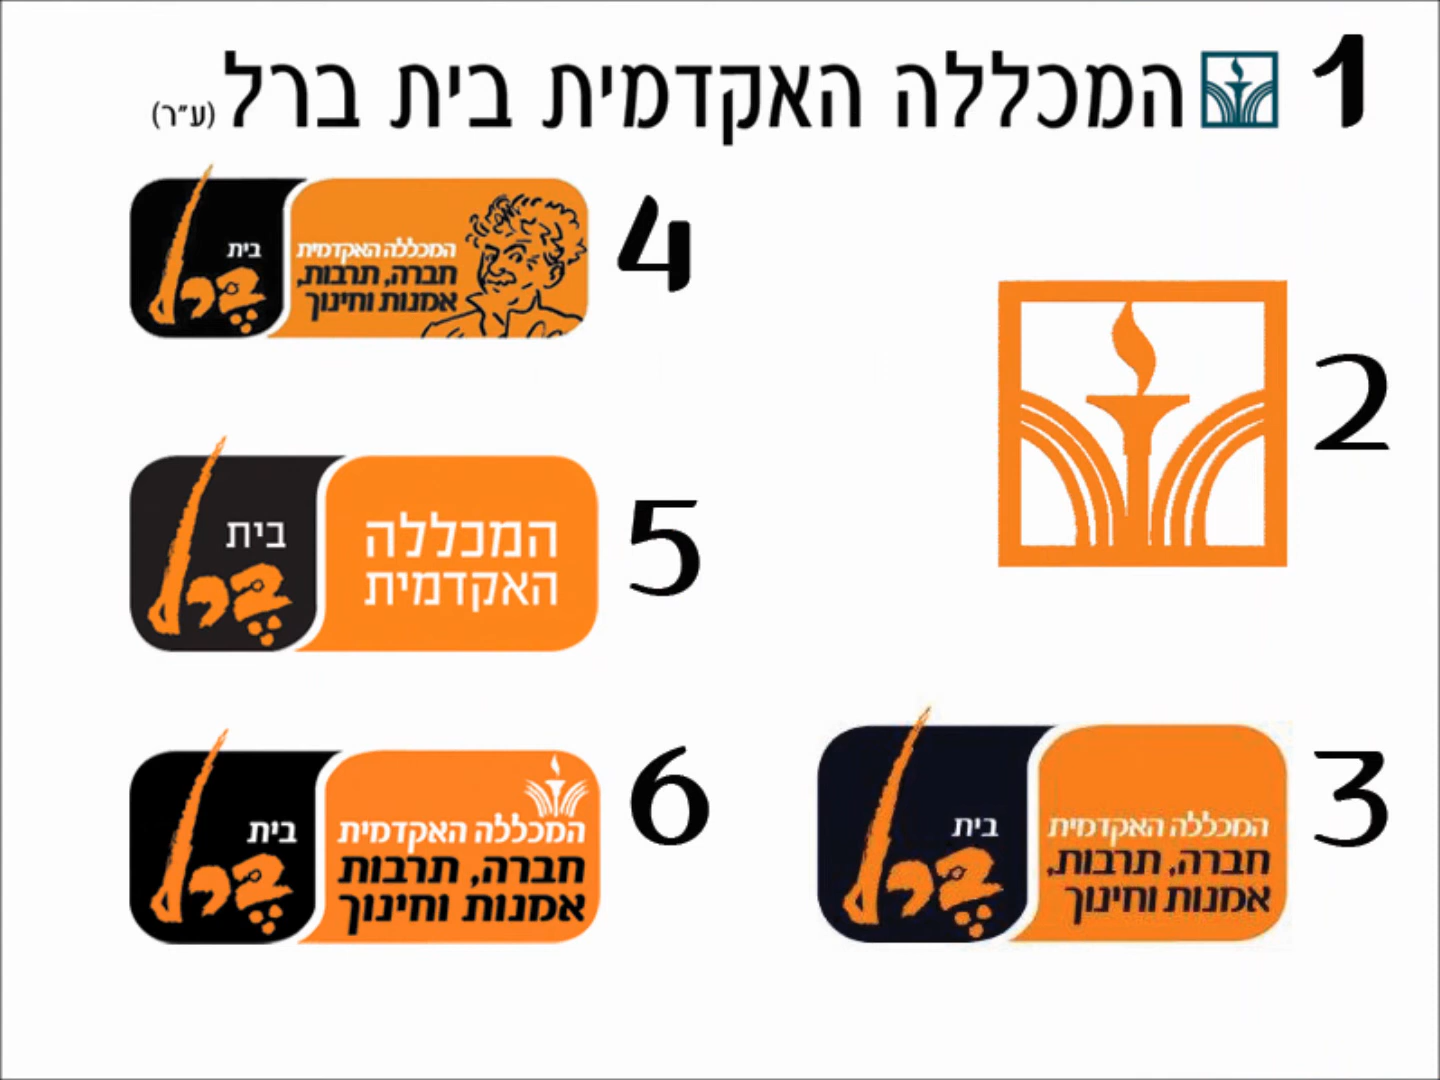 1
המכללה האקדמית בית ברל (ע״ר)
4
בית
ברל
המכללה האקדמית
חברה, תרבות,
אמנות וחינוך
2
5
בית
ברל
המכללה
האקדמית
3
בית
ברל
המכללה האקדמית
חברה, תרבות,
אמנות וחינוך
6
בית
ברל
המכללה האקדמית
חברה, תרבות
אמנות וחינוך